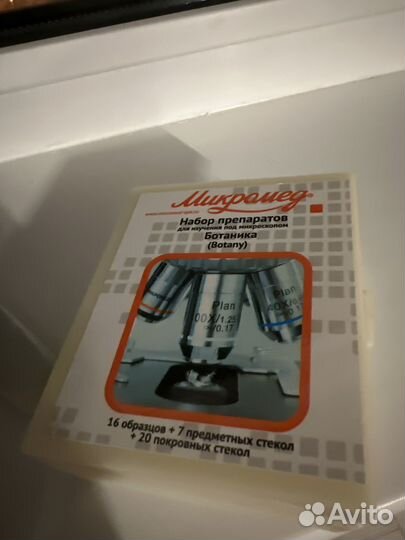 Микромед
Набор препаратов
для изучения под микроскопом
Ботаника
(Botany)
Plan
00X/1.25
∞/0.17
Plan
40X/0.
16 образцов + 7 предметных стекол
+ 20 покровных стекол
Avito